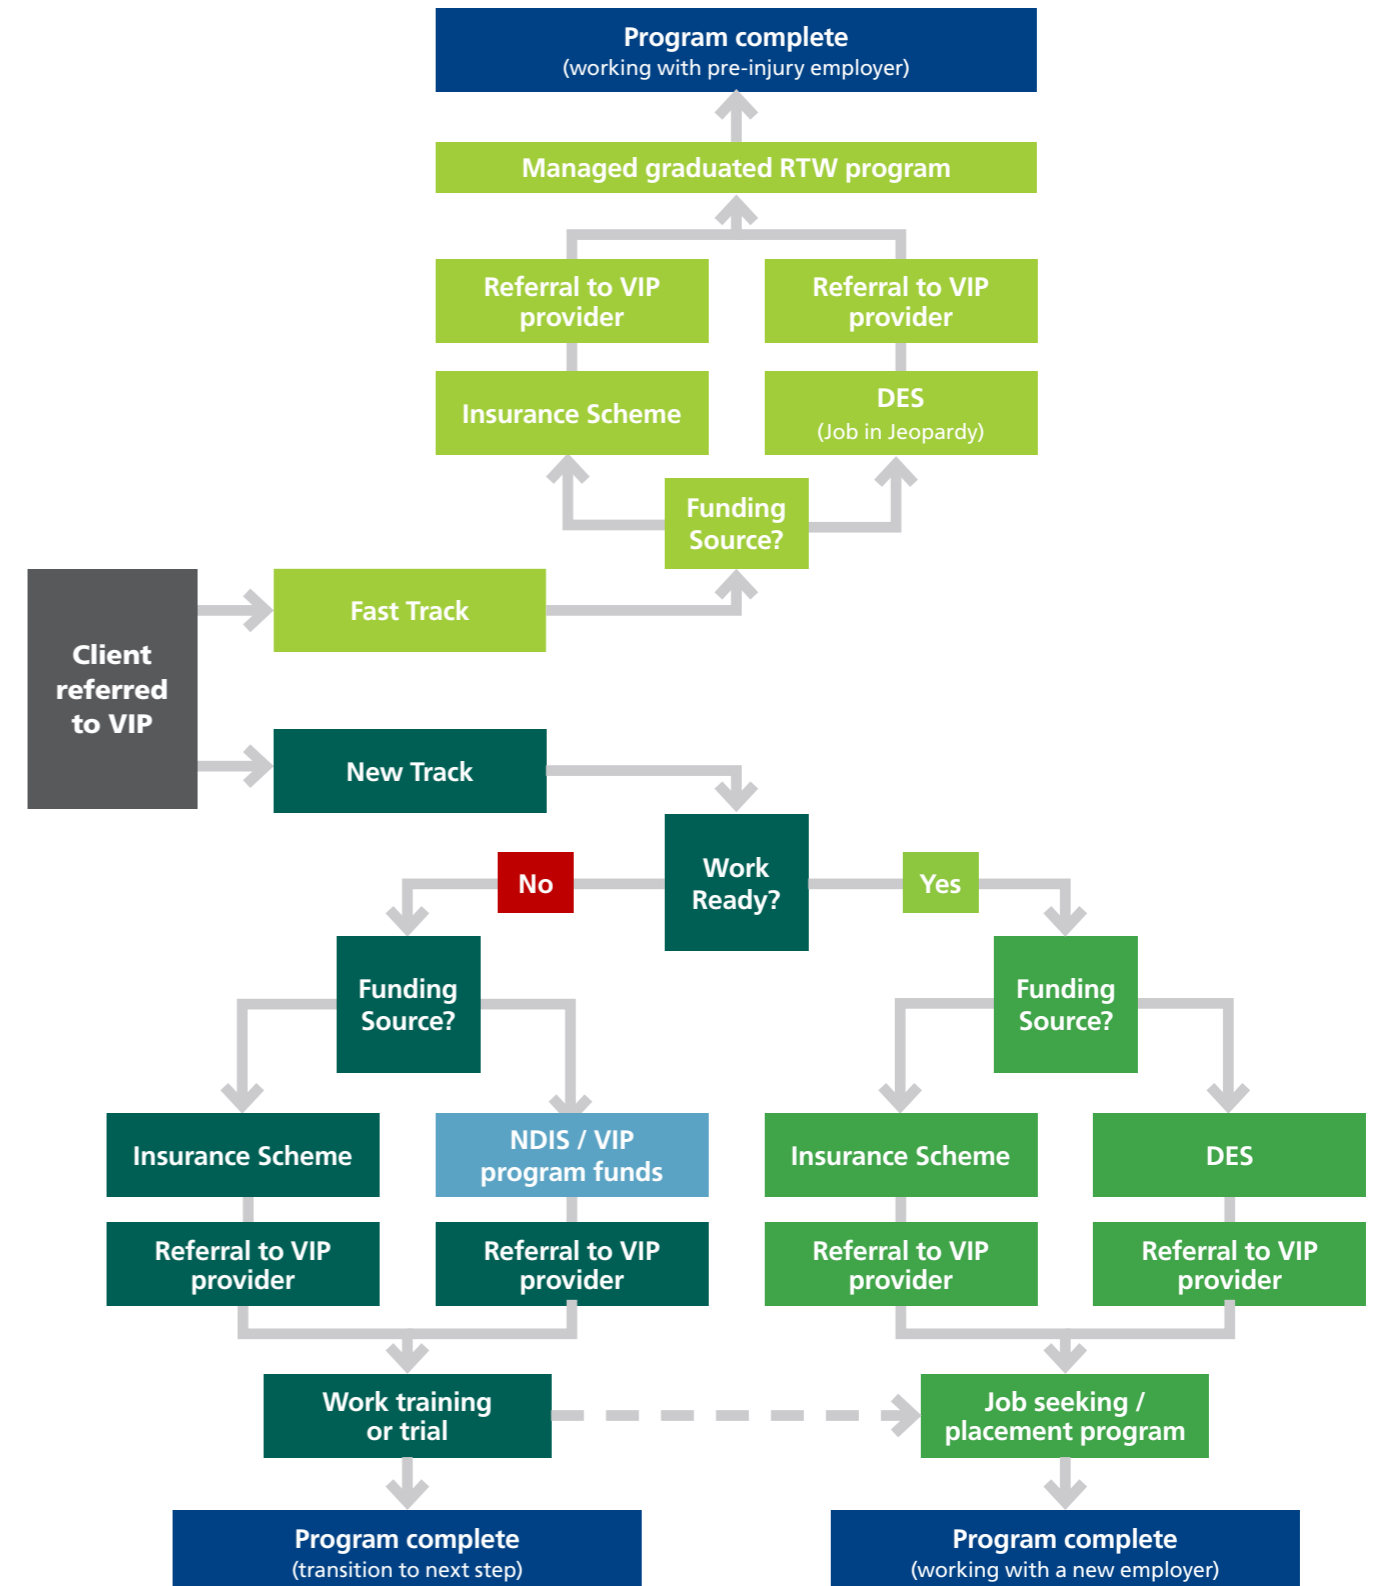 Program complete
(working with pre-injury employer)
Managed graduated RTW program
Referral to VIP
provider
Referral to VIP
provider
Insurance Scheme
DES
(Job in Jeopardy)
Funding
Source?
Fast Track
Client
referred
to VIP
New Track
Work
Ready?
No
Yes
Funding
Source?
Funding
Source?
Insurance Scheme
NDIS / VIP
program funds
Insurance Scheme
DES
Referral to VIP
provider
Referral to VIP
provider
Referral to VIP
provider
Referral to VIP
provider
Work training
or trial
Job seeking /
placement program
Program complete
(transition to next step)
Program complete
(working with a new employer)